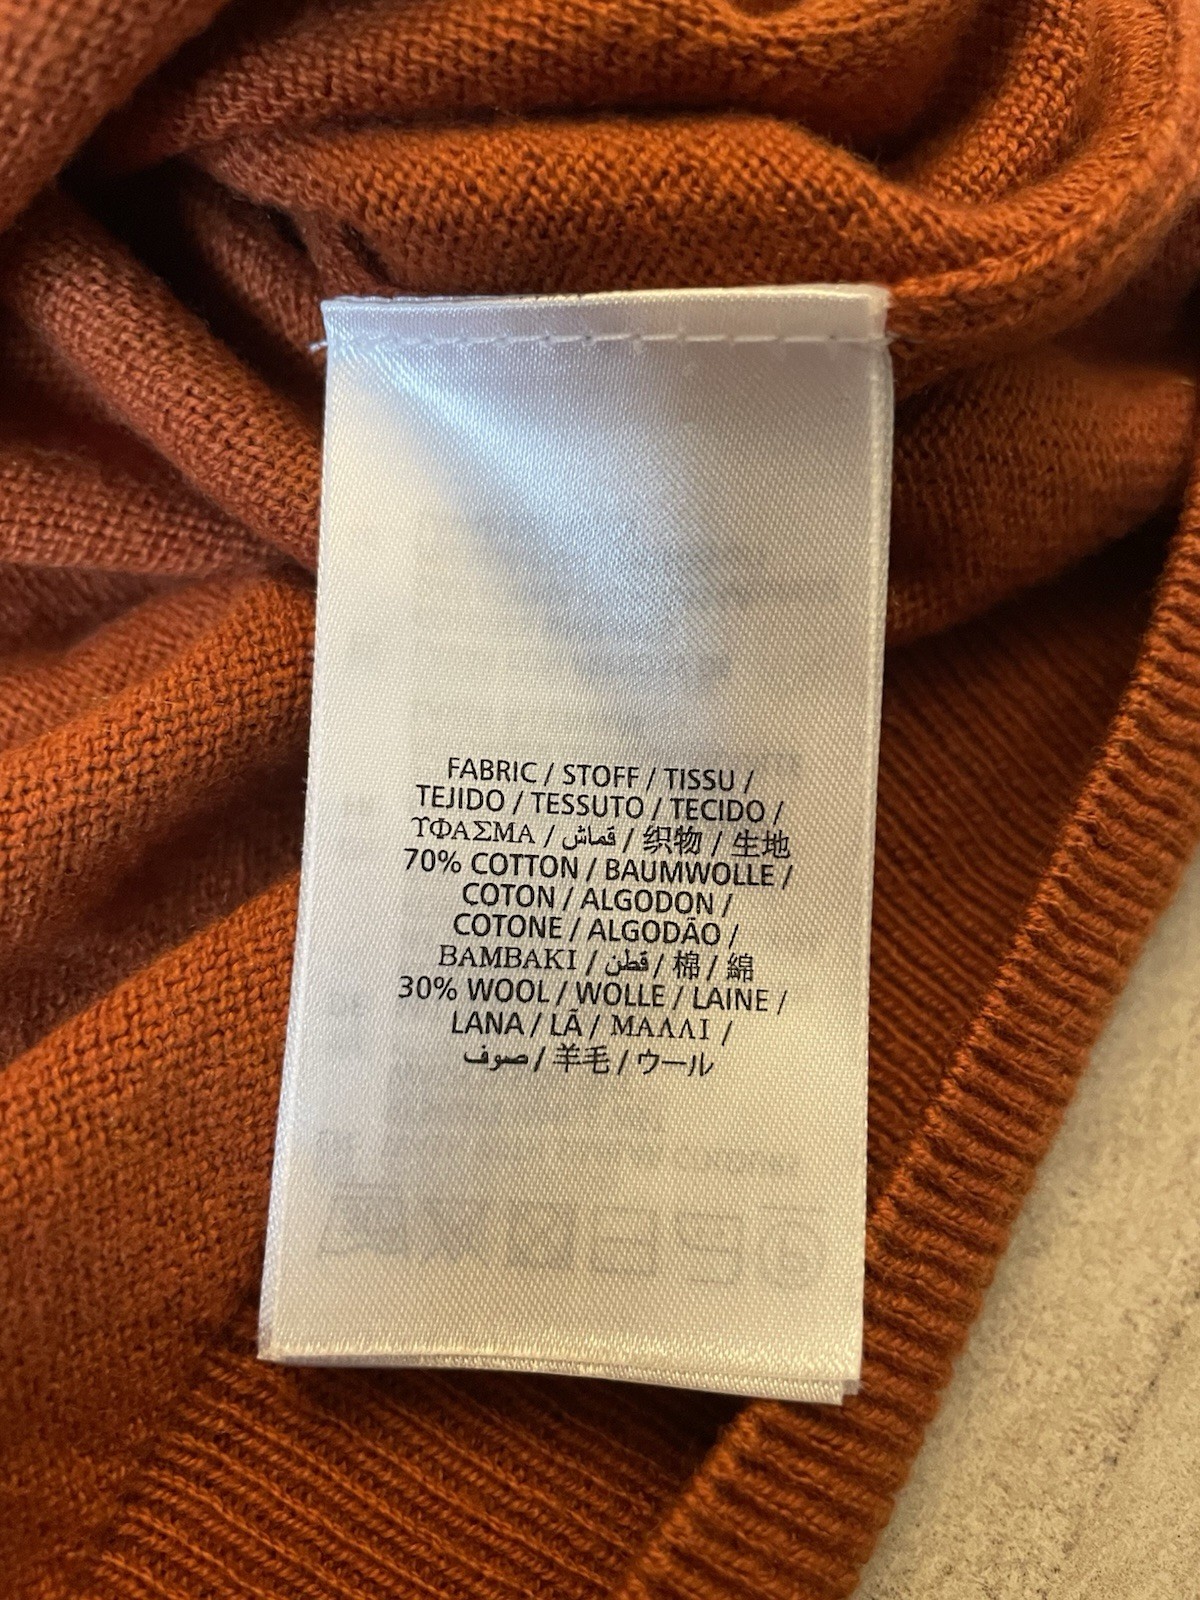 FABRIC / STOFF / TISSU /
TEJIDO / TESSUTO / TECIDO /
ΥΦΑΣΜΑ / قماش / 织物 / 生地
70% COTTON / BAUMWOLLE /
COTON / ALGODON /
COTONE / ALGODÃO /
ΒΑΜΒΑΚΙ / قطن / 棉 / 綿
30% WOOL / WOLLE / LAINE /
LANA / LÃ / ΜΑΛΛΙ /
صوف / 羊毛 / ウール